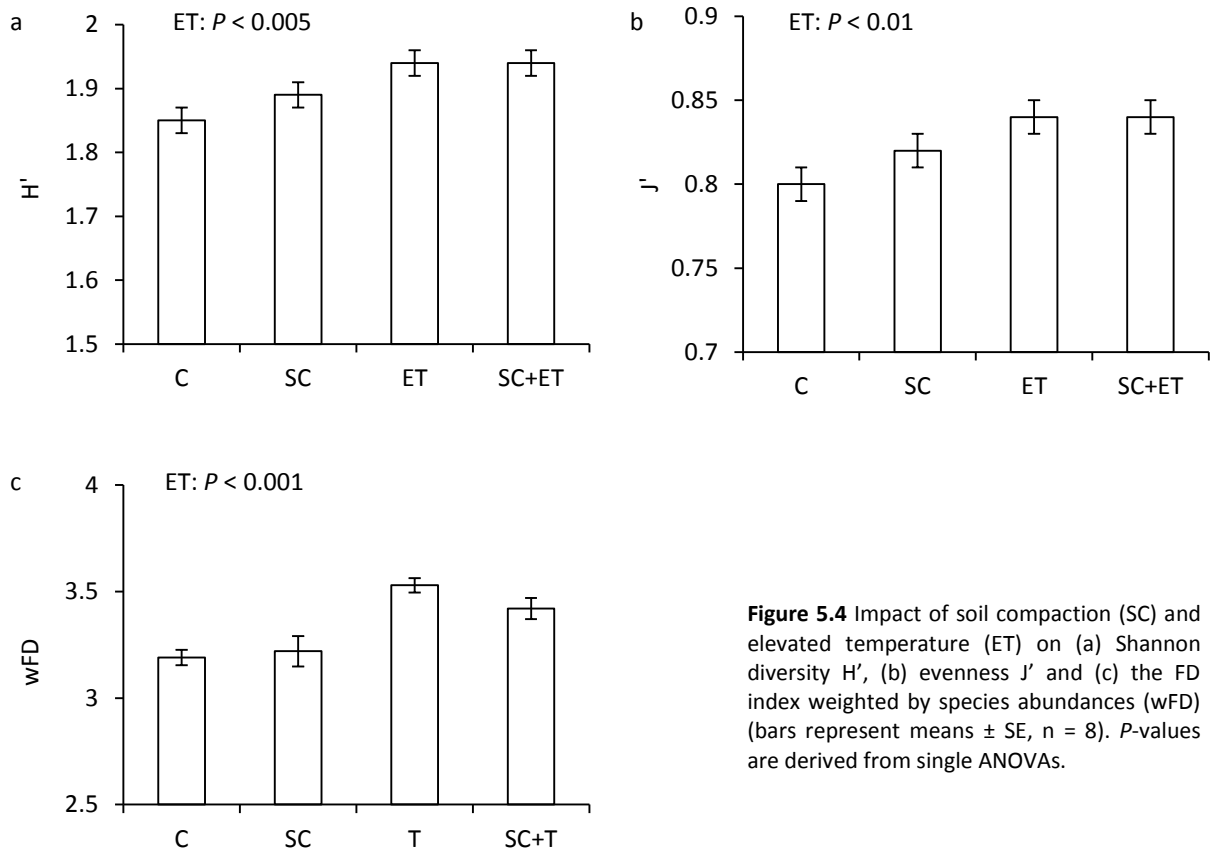 a
ET: P < 0.005
2
1.9
1.8
1.7
1.6
1.5
H'
C SC ET SC+ET
b
ET: P < 0.01
0.9
0.85
0.8
0.75
0.7
J'
C SC ET SC+ET
c
ET: P < 0.001
4
3.5
3
2.5
wFD
C SC T SC+T
Figure 5.4 Impact of soil compaction (SC) and
elevated temperature (ET) on (a) Shannon
diversity H’, (b) evenness J’ and (c) the FD
index weighted by species abundances (wFD)
(bars represent means ± SE, n = 8). P-values
are derived from single ANOVAs.